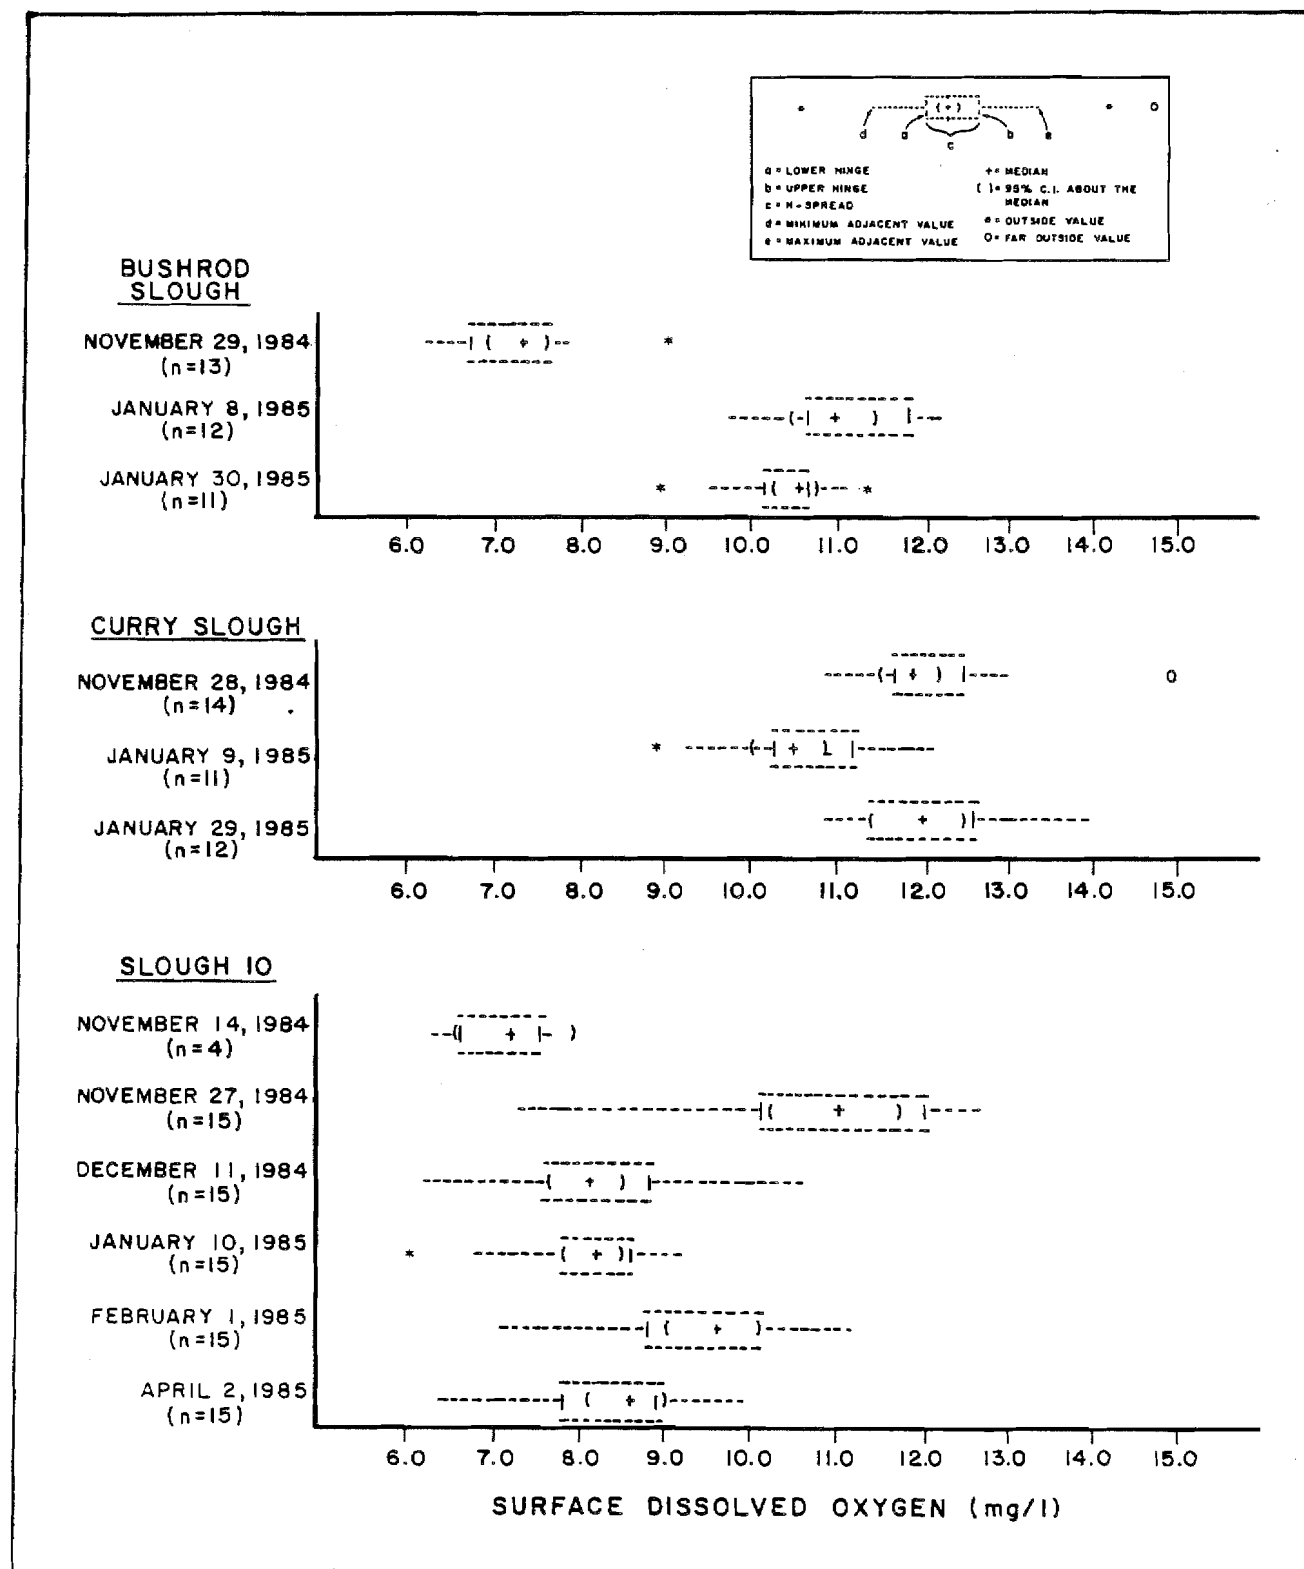 d a c b e
a = LOWER HINGE
b = UPPER HINGE
c = H-SPREAD
d = MINIMUM ADJACENT VALUE
e = MAXIMUM ADJACENT VALUE
+ = MEDIAN
( ) = 95% C.I. ABOUT THE
MEDIAN
* = OUTSIDE VALUE
O = FAR OUTSIDE VALUE
BUSHROD
SLOUGH
NOVEMBER 29, 1984
(n=13)
JANUARY 8, 1985
(n=12)
JANUARY 30, 1985
(n=11)
6.0 7.0 8.0 9.0 10.0 11.0 12.0 13.0 14.0 15.0
CURRY SLOUGH
NOVEMBER 28, 1984
(n=14)
JANUARY 9, 1985
(n=11)
JANUARY 29, 1985
(n=12)
6.0 7.0 8.0 9.0 10.0 11.0 12.0 13.0 14.0 15.0
SLOUGH 10
NOVEMBER 14, 1984
(n=4)
NOVEMBER 27, 1984
(n=15)
DECEMBER 11, 1984
(n=15)
JANUARY 10, 1985
(n=15)
FEBRUARY 1, 1985
(n=15)
APRIL 2, 1985
(n=15)
6.0 7.0 8.0 9.0 10.0 11.0 12.0 13.0 14.0 15.0
SURFACE DISSOLVED OXYGEN (mg/l)